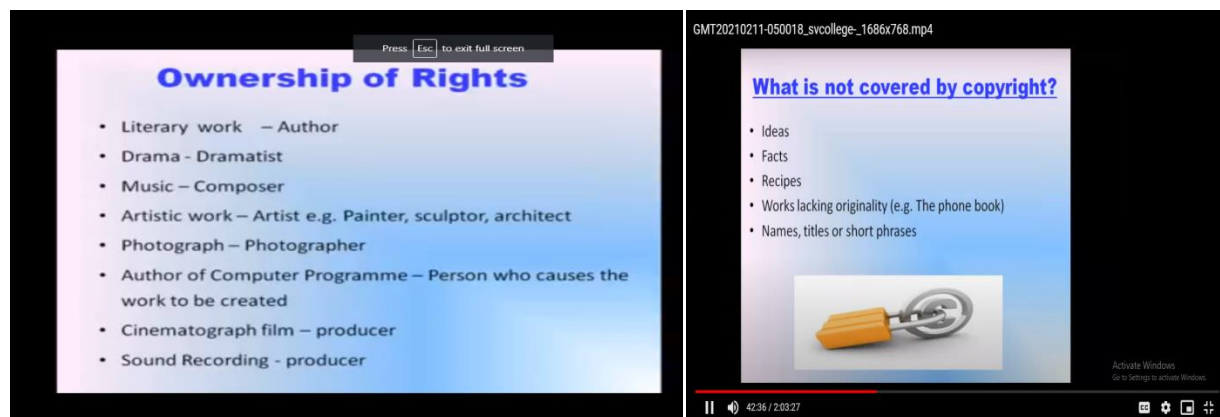 Press Esc to exit full screen
Ownership of Rights
• Literary work – Author
• Drama - Dramatist
• Music – Composer
• Artistic work – Artist e.g. Painter, sculptor, architect
• Photograph – Photographer
• Author of Computer Programme – Person who causes the
work to be created
• Cinematograph film – producer
• Sound Recording - producer
GMT20210211-050018_svcollege-_1686x768.mp4
What is not covered by copyright?
• Ideas
• Facts
• Recipes
• Works lacking originality (e.g. The phone book)
• Names, titles or short phrases
©
Activate Windows
Go to Settings to activate Windows.
42:36 / 2:03:27
CC